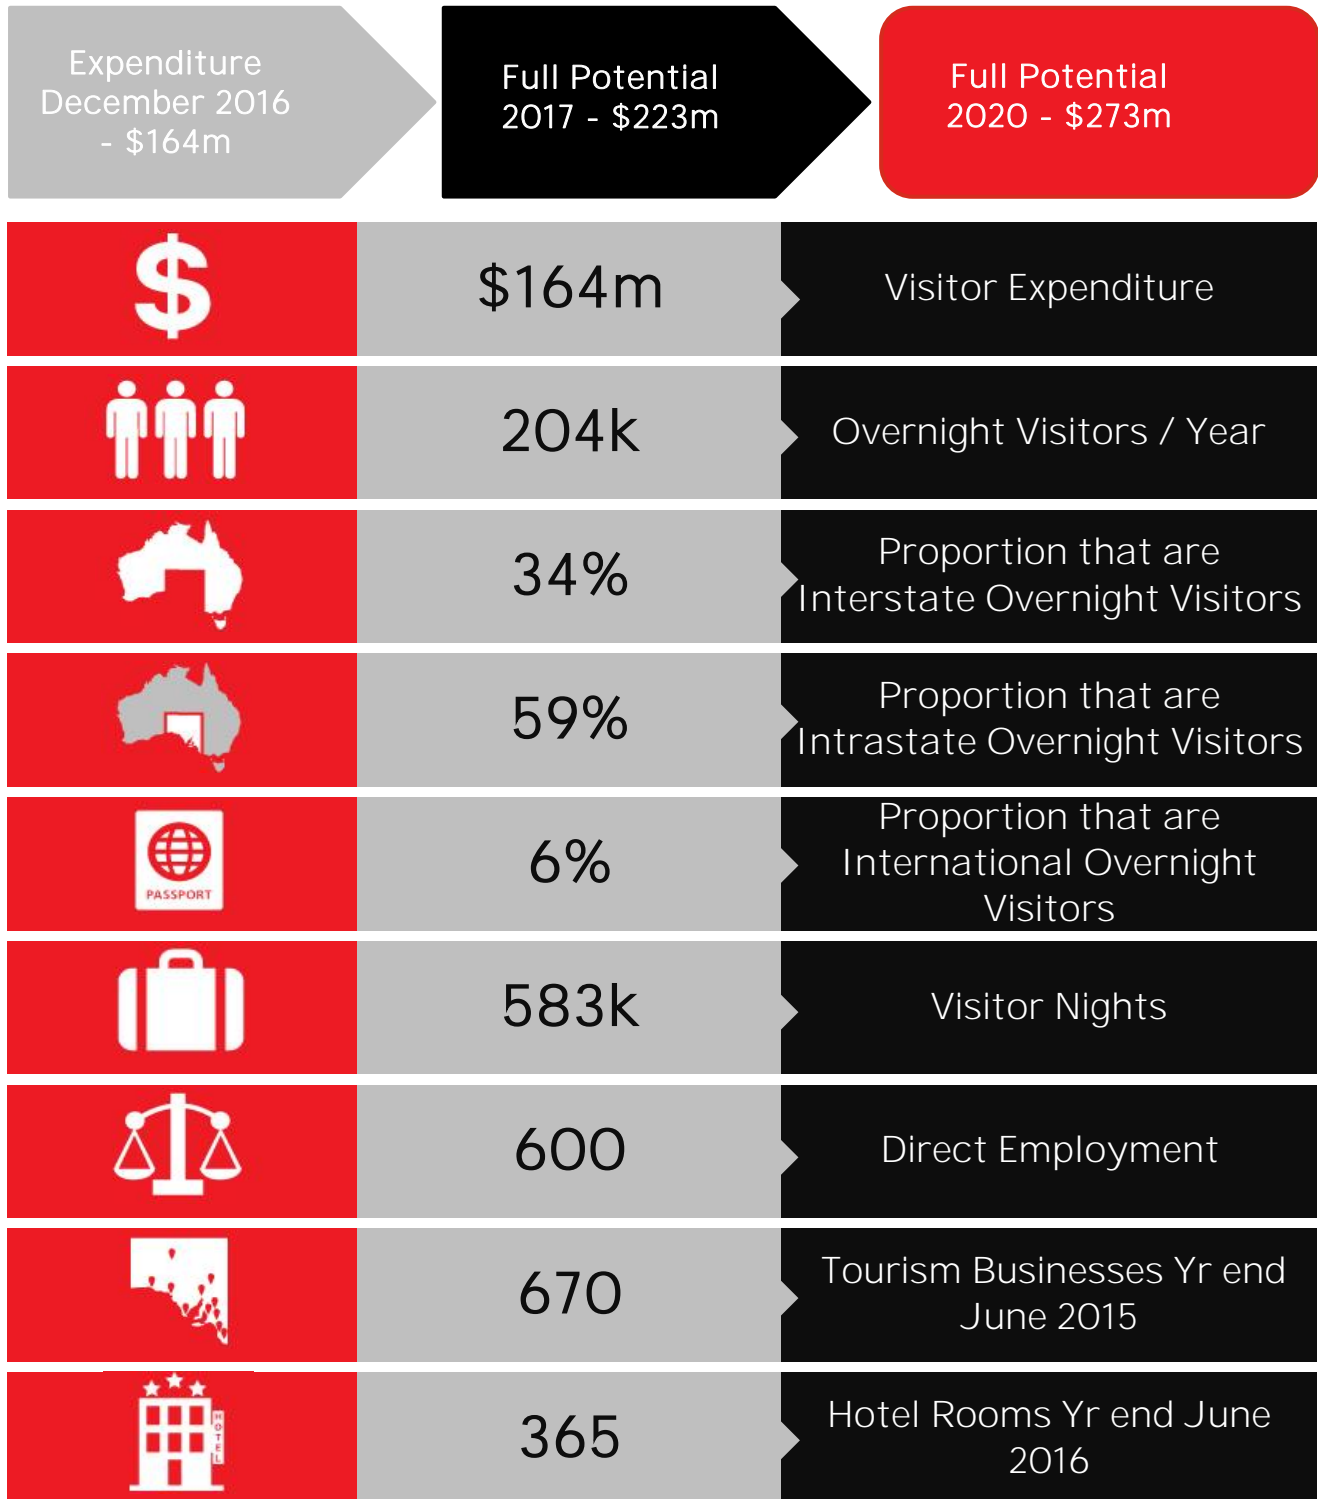 Expenditure
December 2016
- $164m
Full Potential
2017 - $223m
Full Potential
2020 - $273m
$164m
Visitor Expenditure
204k
Overnight Visitors / Year
34%
Proportion that are
Interstate Overnight Visitors
59%
Proportion that are
Intrastate Overnight Visitors
PASSPORT
6%
Proportion that are
International Overnight
Visitors
583k
Visitor Nights
600
Direct Employment
670
Tourism Businesses Yr end
June 2015
HOTEL
365
Hotel Rooms Yr end June
2016